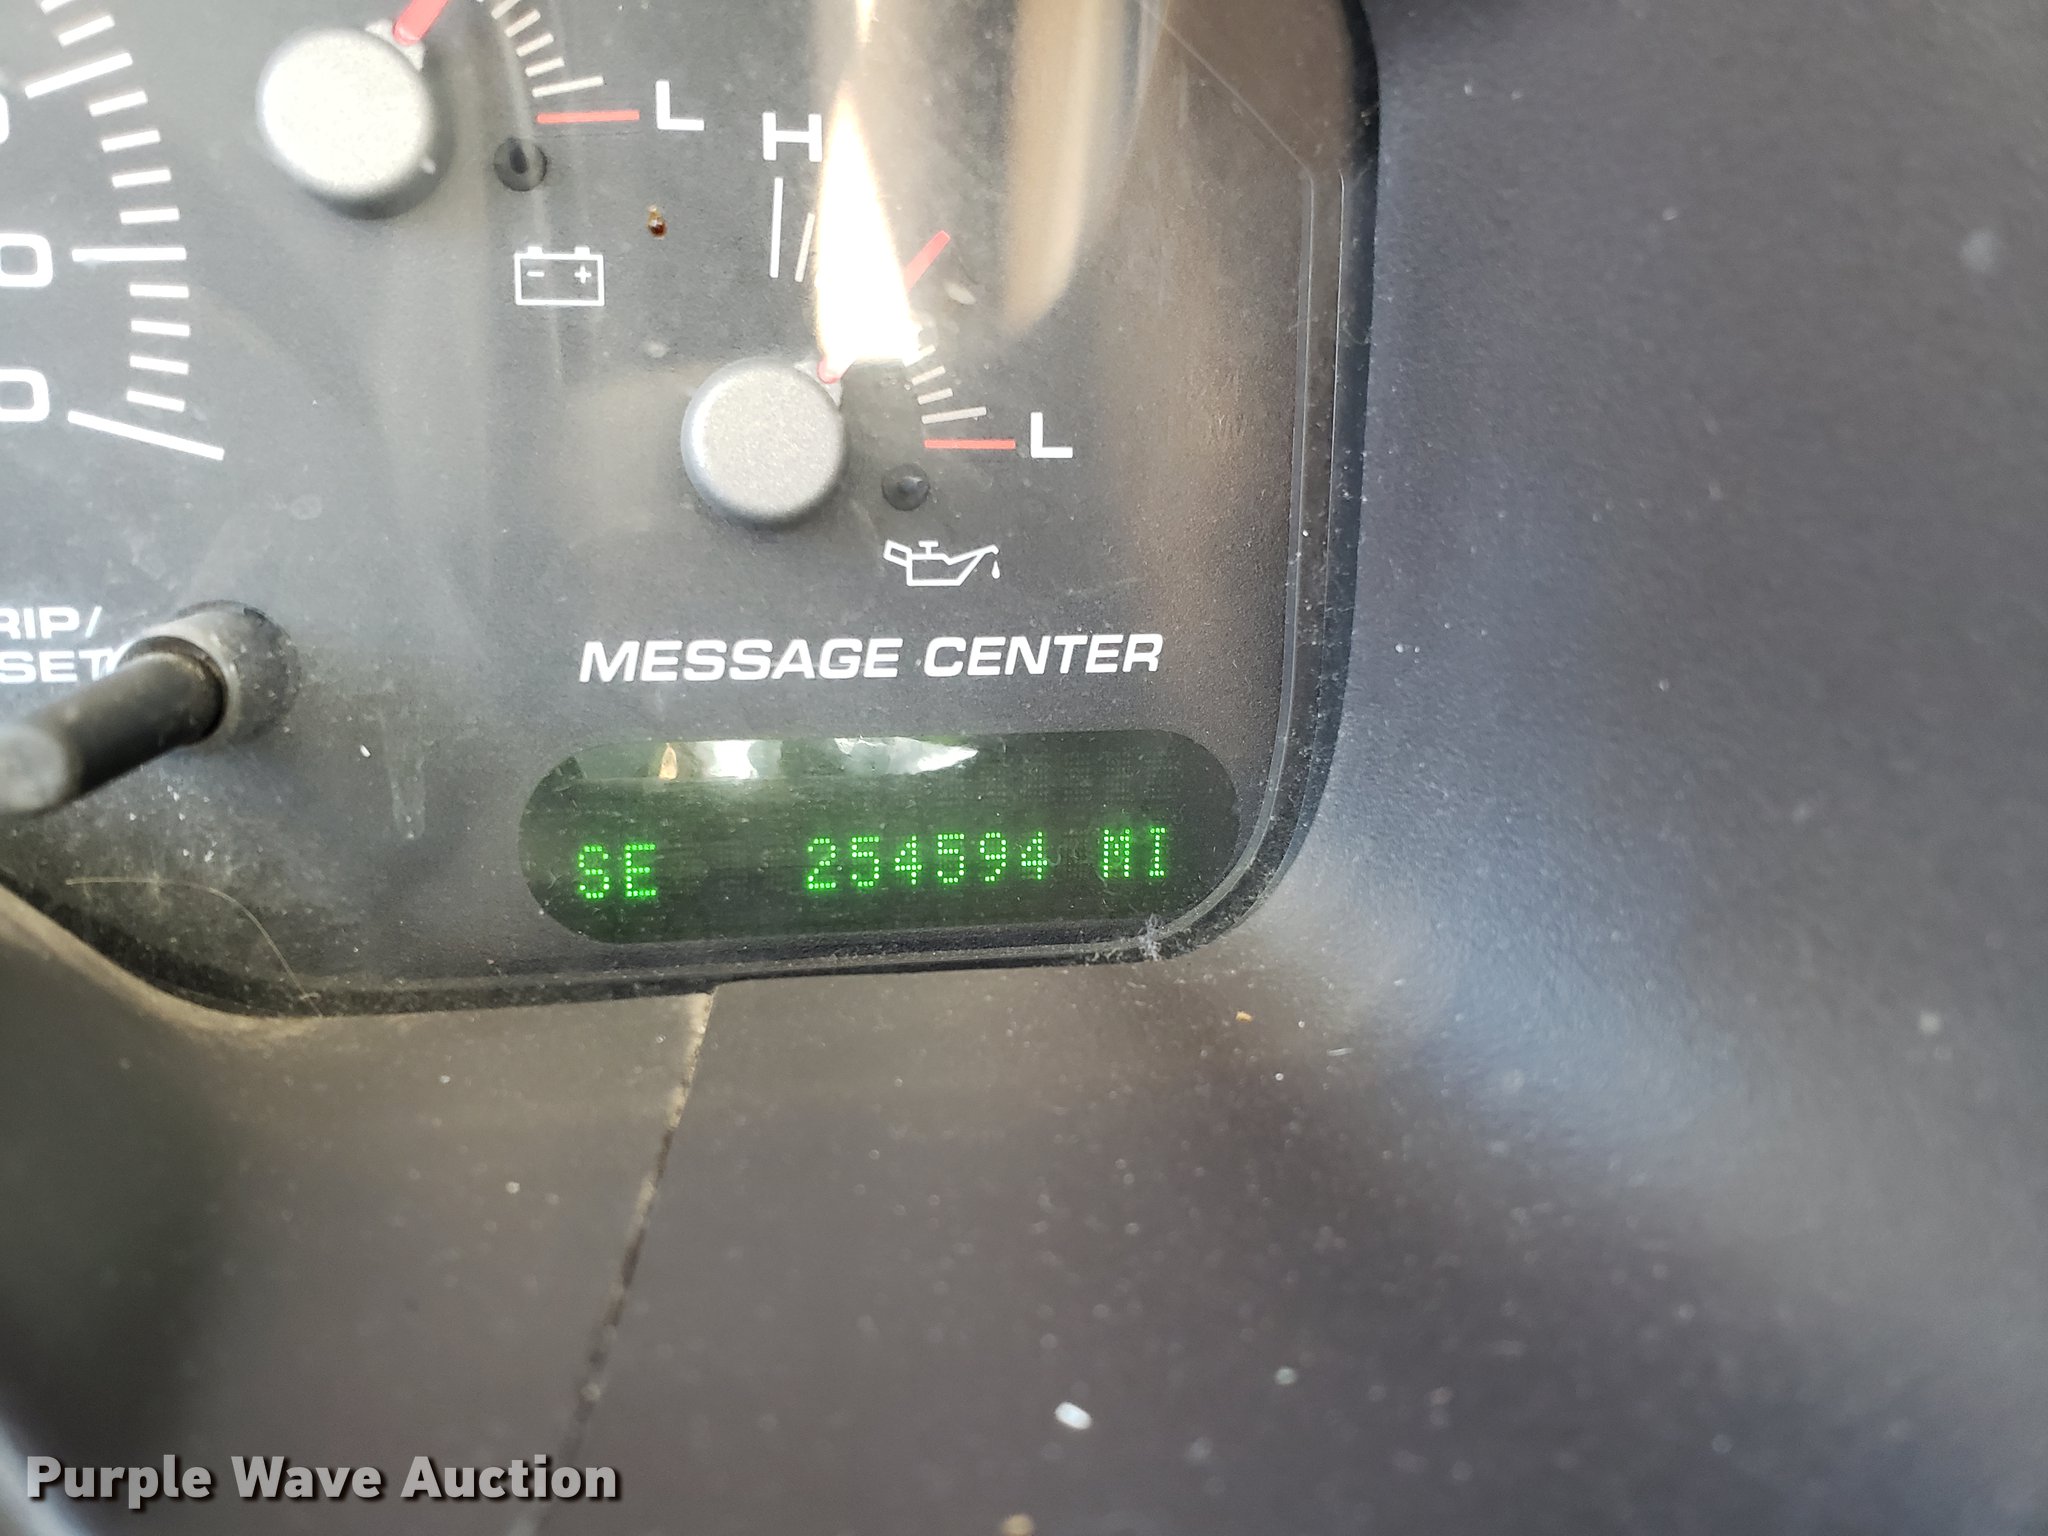 L
H
L
RIP/
SET
MESSAGE CENTER
SE 254594 MI
Purple Wave Auction